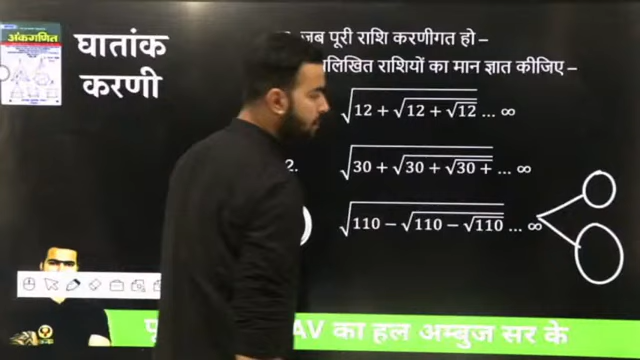 अंकगणित
घातांक
करणी
जब पूरी राशि करणीगत हो –
राशियों का मान ज्ञात कीजिए –
√12 + √12 + √12 ... ∞
2. √30 + √30 + √30 + ... ∞
√110 − √110 − √110 ... ∞
AV का हल अम्बुज सर के